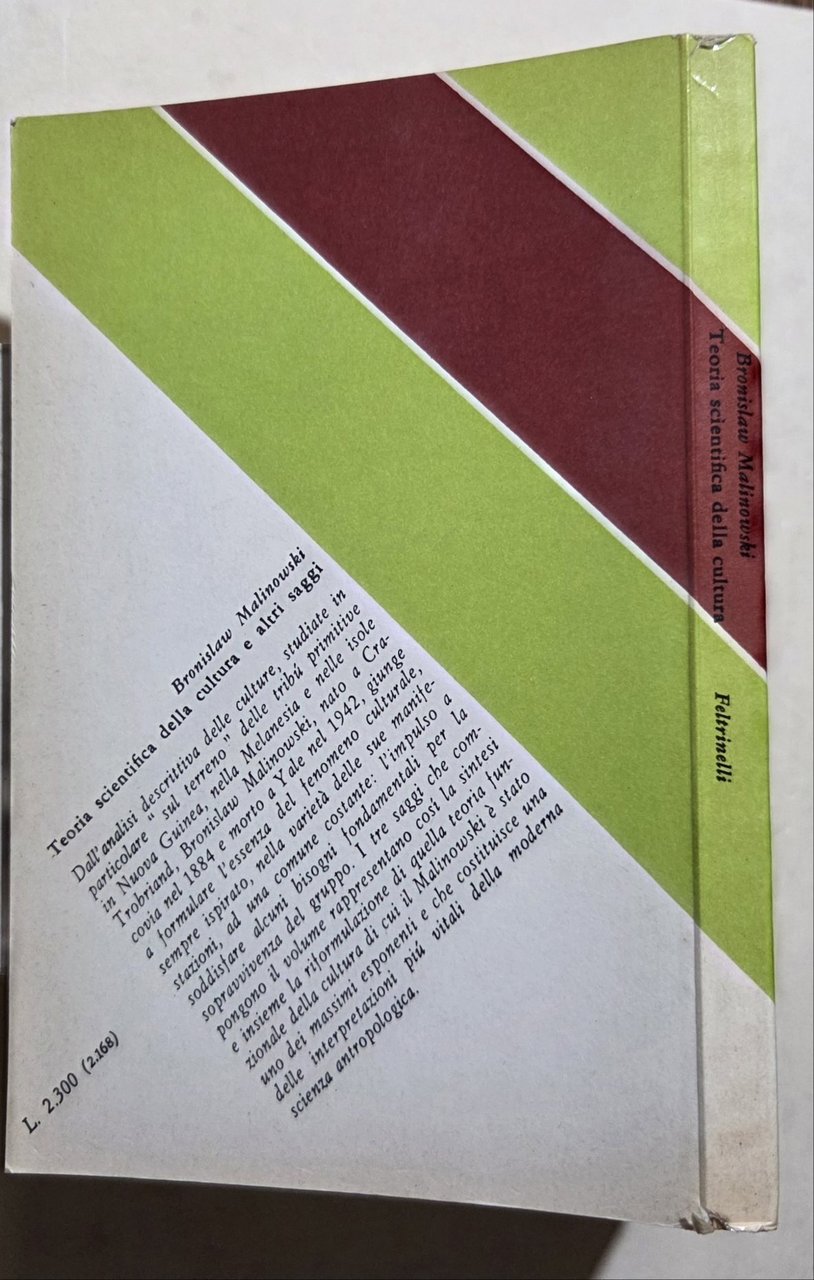 Bronislaw Malinowski
Teoria scientifica della cultura
Feltrinelli
Bronislaw Malinowski
Teoria scientifica della cultura e altri saggi
Dall'analisi descrittiva delle culture, studiate in
particolare "sul terreno" delle tribú primitive
in Nuova Guinea, nella Melanesia e nelle isole
Trobriand, Bronislaw Malinowski, nato a Cra-
covia nel 1884 e morto a Yale nel 1942, giunge
a formulare l'essenza del fenomeno culturale,
sempre ispirato, nella varietà delle sue manife-
stazioni, ad una comune costante: l'impulso a
soddisfare alcuni bisogni fondamentali per la
sopravvivenza del gruppo. I tre saggi che com-
pongono il volume rappresentano così la sintesi
e insieme la riformulazione di quella teoria fun-
zionale della cultura di cui il Malinowski è stato
uno dei massimi esponenti e che costituisce una
delle interpretazioni piú vitali della moderna
scienza antropologica.
L. 2.300 (2.168)